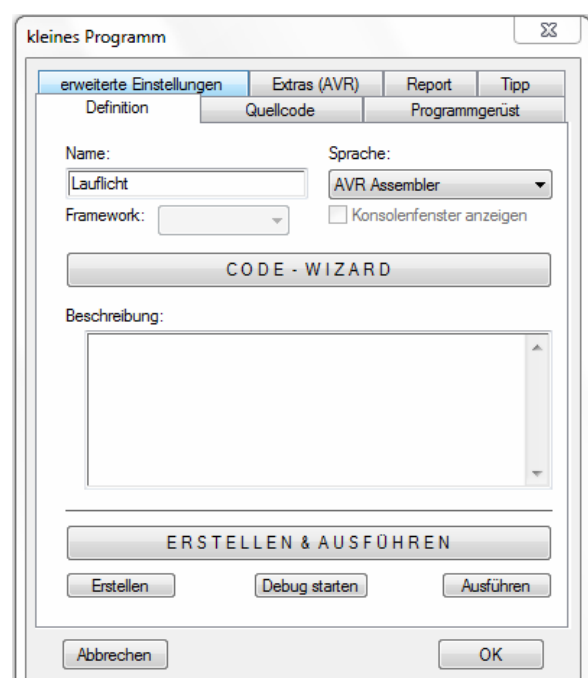 kleines Programm
erweiterte Einstellungen Extras (AVR) Report Tipp
Definition Quellcode Programmgerüst
Name: Sprache:
Lauflicht AVR Assembler
Framework: Konsolenfenster anzeigen
CODE - WIZARD
Beschreibung:
ERSTELLEN & AUSFÜHREN
Erstellen Debug starten Ausführen
Abbrechen OK